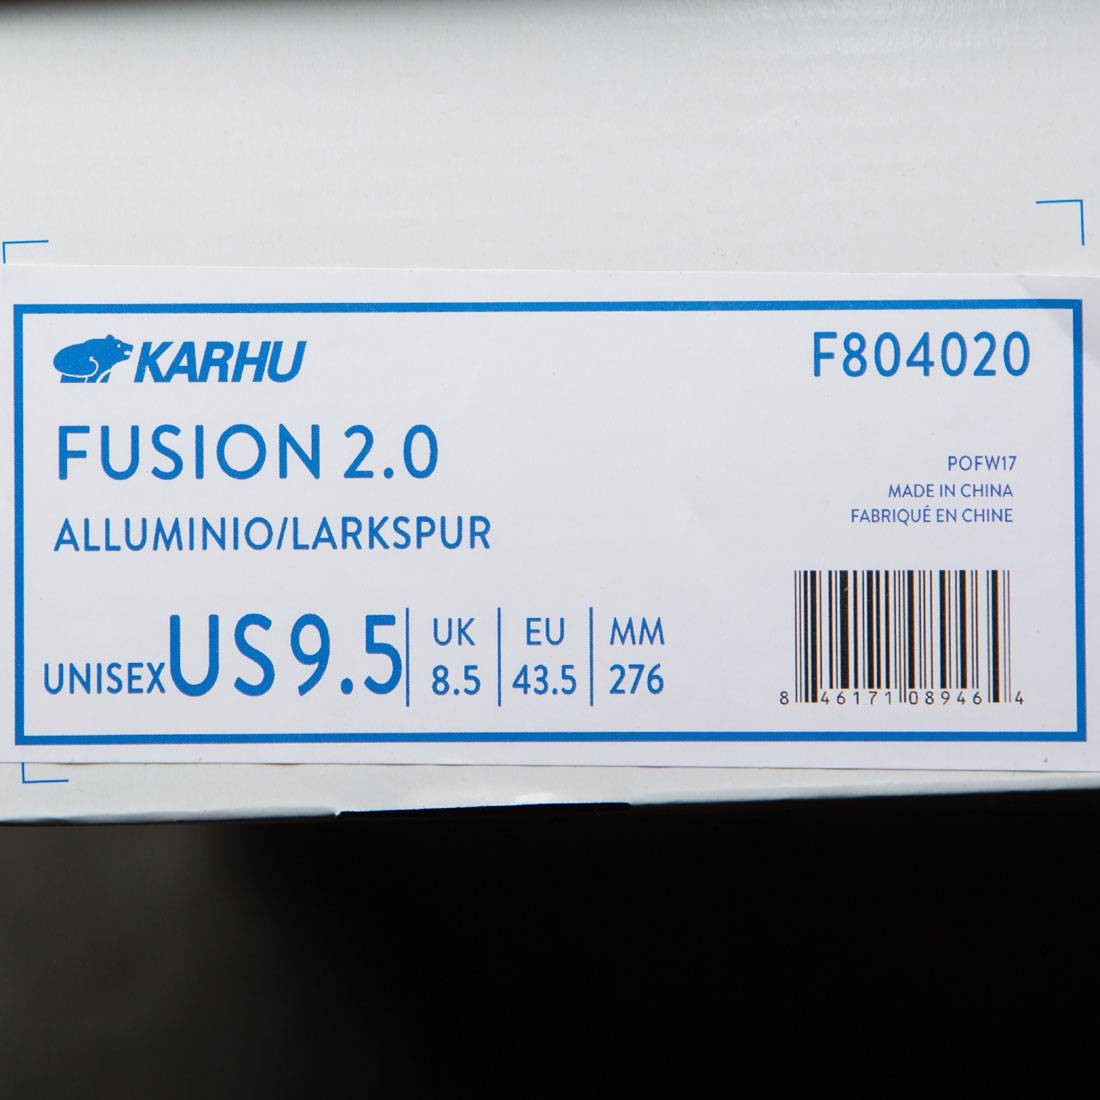 KARHU
F804020
FUSION 2.0
ALLUMINIO/LARKSPUR
POFW17
MADE IN CHINA
FABRIQUÉ EN CHINE
UNISEX US 9.5
UK 8.5
EU 43.5
MM 276
8 46171 08946 4